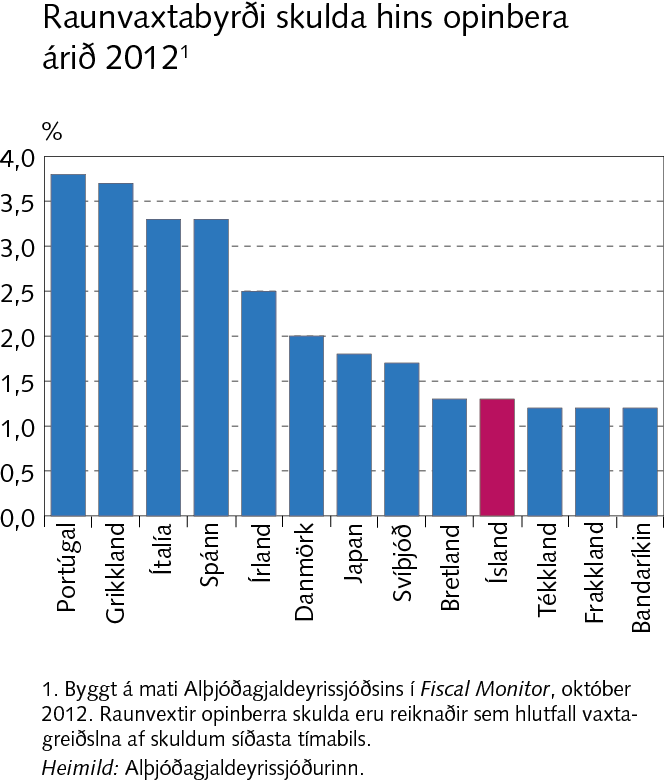 Raunvaxtabyrði skulda hins opinbera
árið 2012¹
%
4,0
3,5
3,0
2,5
2,0
1,5
1,0
0,5
0,0
Portúgal
Grikkland
Ítalía
Spánn
Írland
Danmörk
Japan
Svíþjóð
Bretland
Ísland
Tékkland
Frakkland
Bandaríkin
1. Byggt á mati Alþjóðagjaldeyrissjóðsins í Fiscal Monitor, október
2012. Raunvextir opinberra skulda eru reiknaðir sem hlutfall vaxta-
greiðslna af skuldum síðasta tímabils.
Heimild: Alþjóðagjaldeyrissjóðurinn.